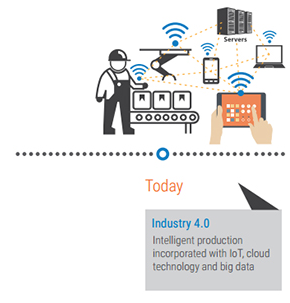 Servers
Today
Industry 4.0
Intelligent production
incorporated with IoT, cloud
technology and big data